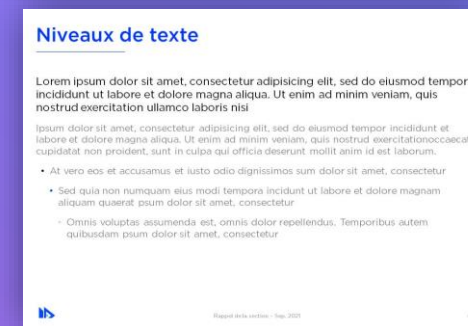 Niveaux de texte
Lorem ipsum dolor sit amet, consectetur adipisicing elit, sed do eiusmod tempor
incididunt ut labore et dolore magna aliqua. Ut enim ad minim veniam, quis
nostrud exercitation ullamco laboris nisi
Ipsum dolor sit amet, consectetur adipisicing elit, sed do eiusmod tempor incididunt et
labore et dolore magna aliqua. Ut enim ad minim veniam, quis nostrud exercitationoccaecat
cupidatat non proident, sunt in culpa qui officia deserunt mollit anim id est laborum.
• At vero eos et accusamus et iusto odio dignissimos sum dolor sit amet, consectetur
• Sed quia non numquam eius modi tempora incidunt ut labore et dolore magnam
aliquam quaerat psum dolor sit amet, consectetur
- Omnis voluptas assumenda est, omnis dolor repellendus. Temporibus autem
quibusdam psum dolor sit amet, consectetur
Rappel de la section – Sep. 2021